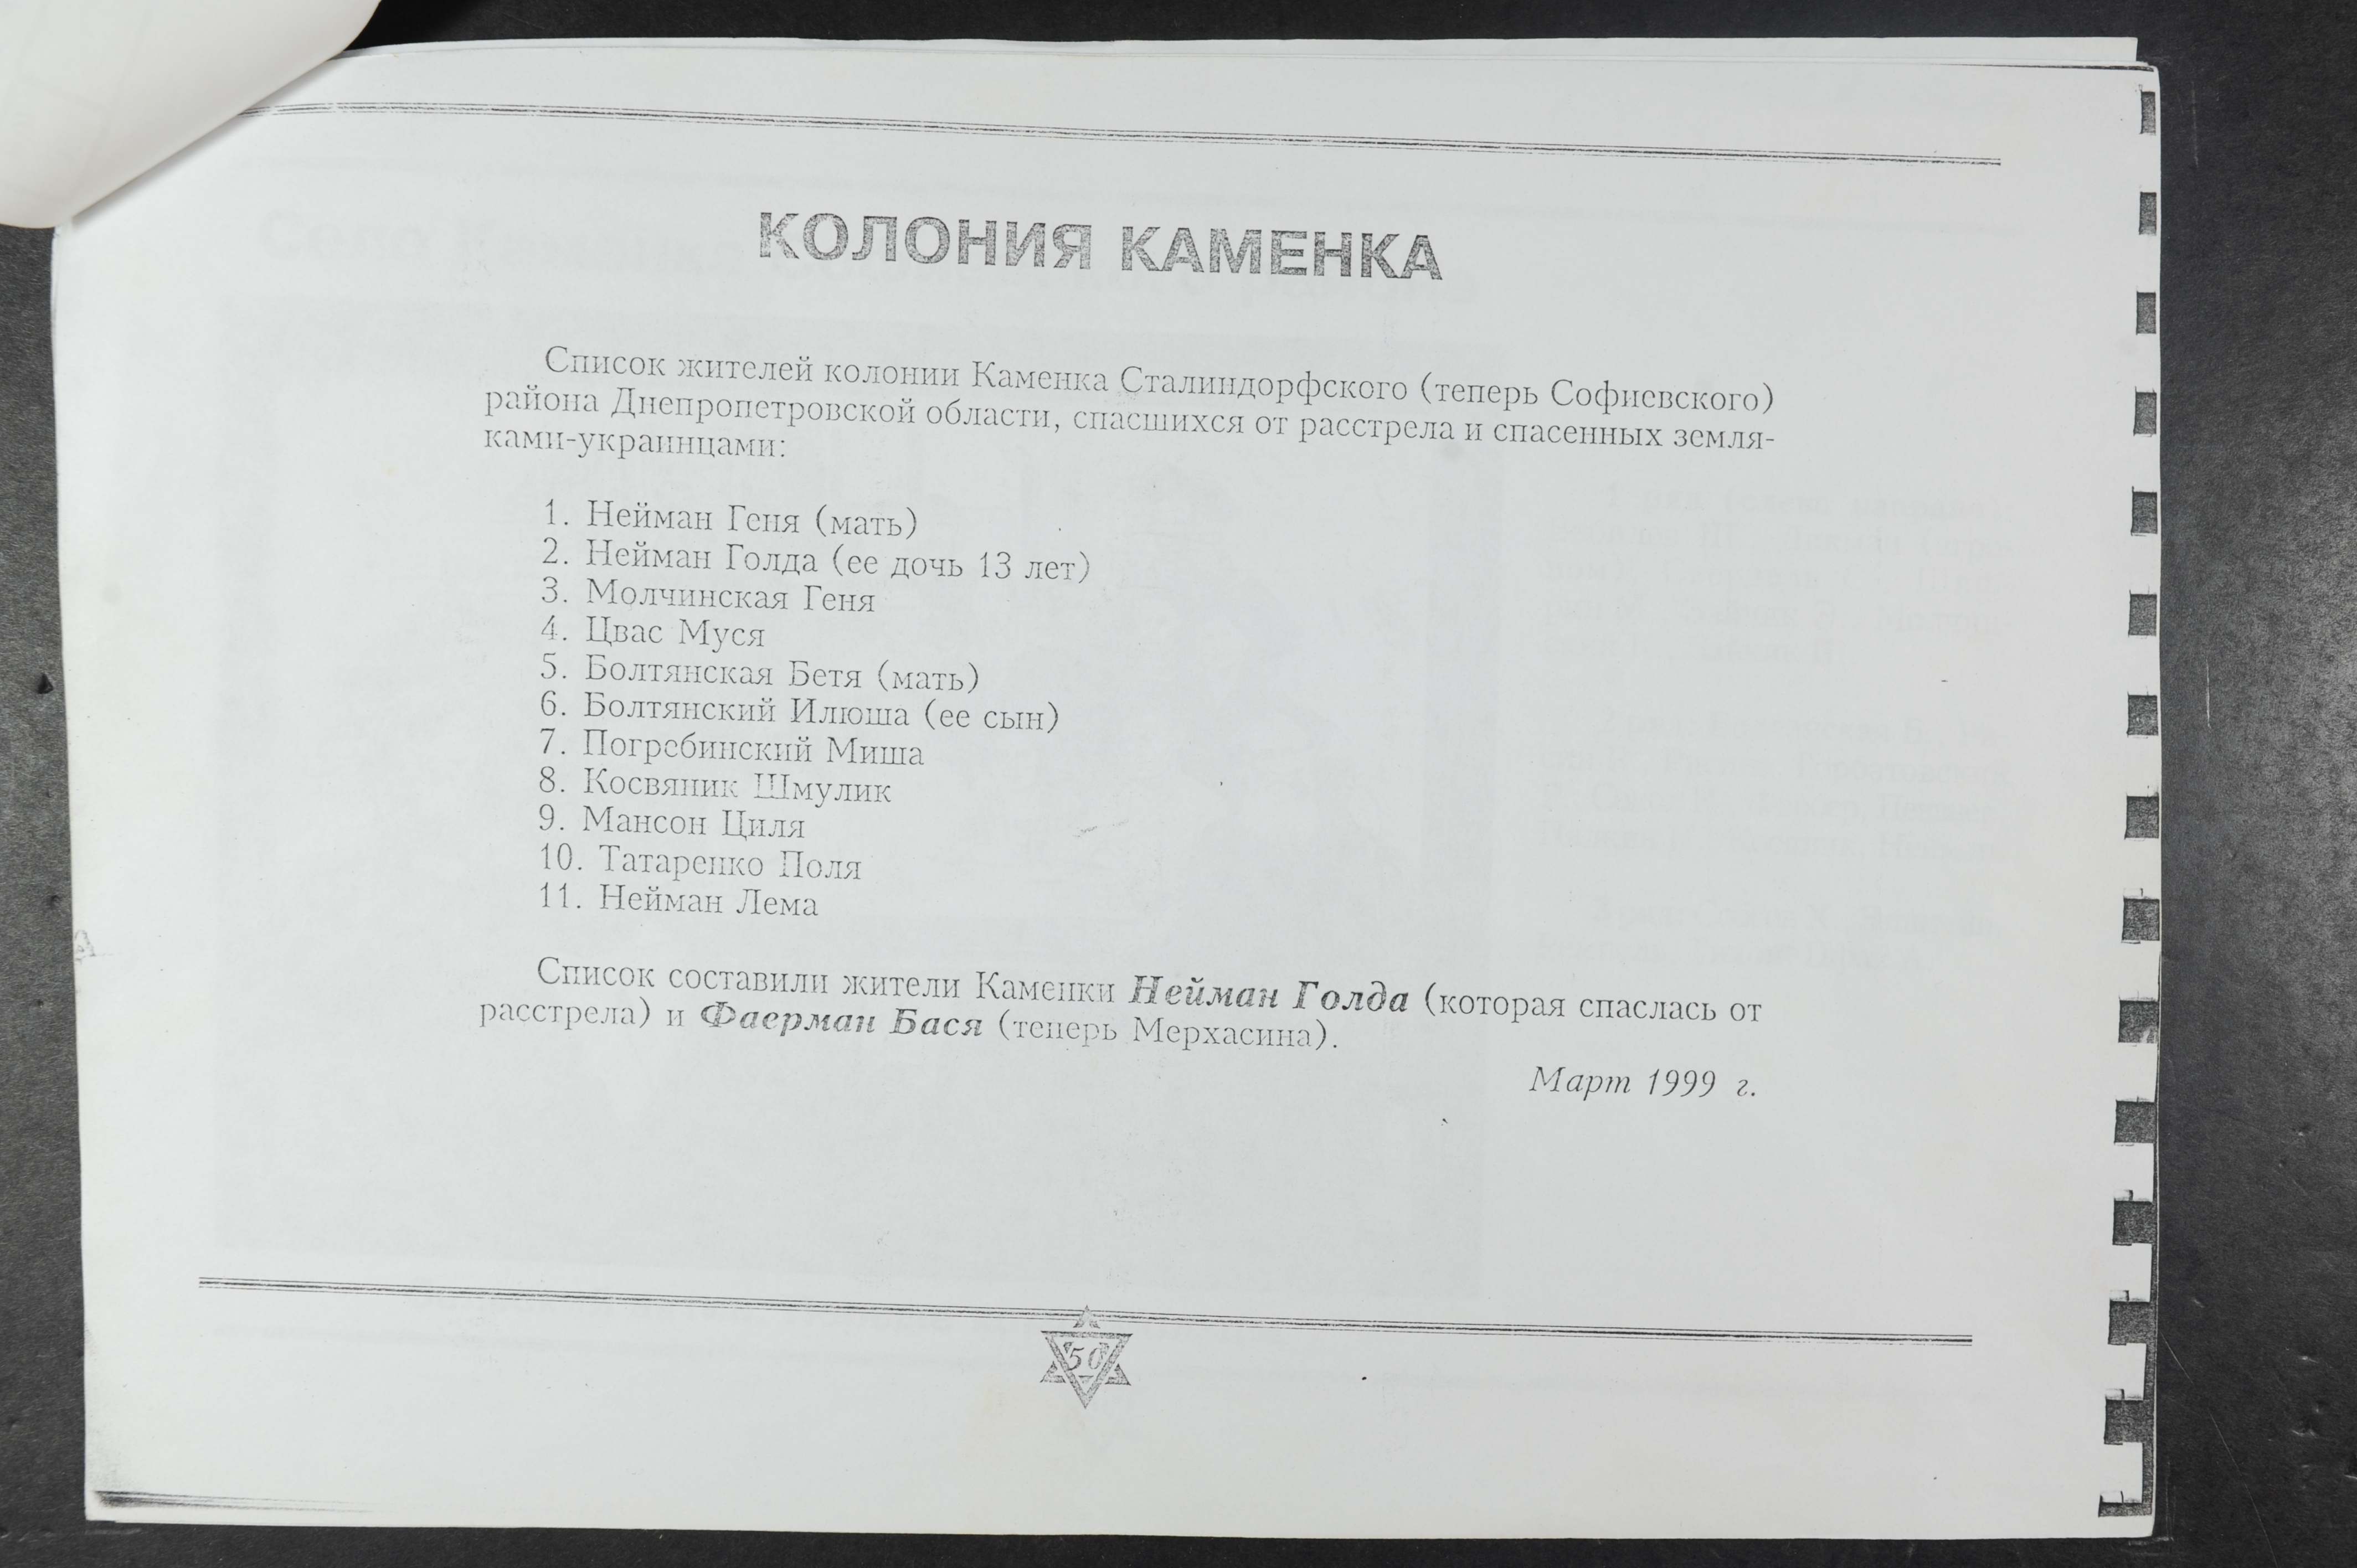 КОЛОНИЯ КАМЕНКА
Список жителей колонии Каменка Сталиндорфского (теперь Софиевского)
района Днепропетровской области, спасшихся от расстрела и спасенных земля-
ками-украинцами:
1. Нейман Геня (мать)
2. Нейман Голда (ее дочь 13 лет)
3. Молчинская Геня
4. Цвас Муся
5. Болтянская Бетя (мать)
6. Болтянский Илюша (ее сын)
7. Погребинский Миша
8. Косвяник Шмулик
9. Мансон Циля
10. Татаренко Поля
11. Нейман Лема
Список составили жители Каменки Нейман Голда (которая спаслась от
расстрела) и Фаерман Бася (теперь Мерхасина).
Март 1999 г.
50